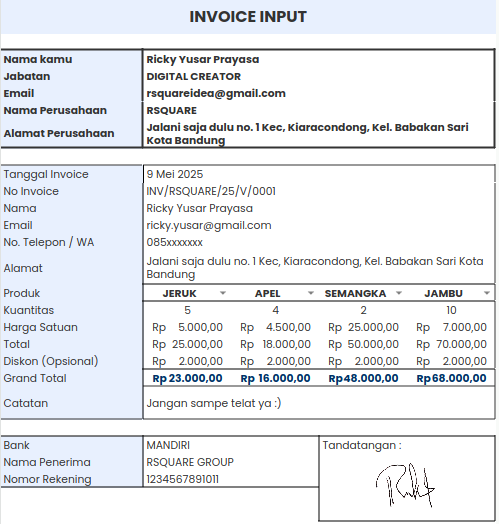 INVOICE INPUT
Nama kamu Ricky Yusar Prayasa
Jabatan DIGITAL CREATOR
Email rsquareidea@gmail.com
Nama Perusahaan RSQUARE
Alamat Perusahaan Jalani saja dulu no. 1 Kec, Kiaracondong, Kel. Babakan Sari
Kota Bandung
Tanggal Invoice 9 Mei 2025
No Invoice INV/RSQUARE/25/V/0001
Nama Ricky Yusar Prayasa
Email ricky.yusar@gmail.com
No. Telepon / WA 085xxxxxxx
Alamat Jalani saja dulu no. 1 Kec, Kiaracondong, Kel. Babakan Sari Kota
Bandung
Produk JERUK APEL SEMANGKA JAMBU
Kuantitas 5 4 2 10
Harga Satuan Rp 5.000,00 Rp 4.500,00 Rp 25.000,00 Rp 7.000,00
Total Rp 25.000,00 Rp 18.000,00 Rp 50.000,00 Rp 70.000,00
Diskon (Opsional) Rp 2.000,00 Rp 2.000,00 Rp 2.000,00 Rp 2.000,00
Grand Total Rp 23.000,00 Rp 16.000,00 Rp48.000,00 Rp68.000,00
Catatan Jangan sampe telat ya :)
Bank MANDIRI Tandatangan :
Nama Penerima RSQUARE GROUP
Nomor Rekening 1234567891011